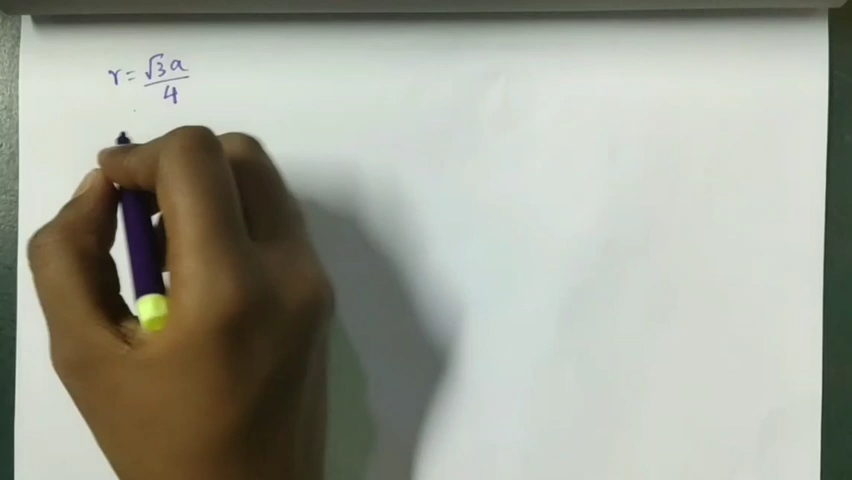 r = √3a/4